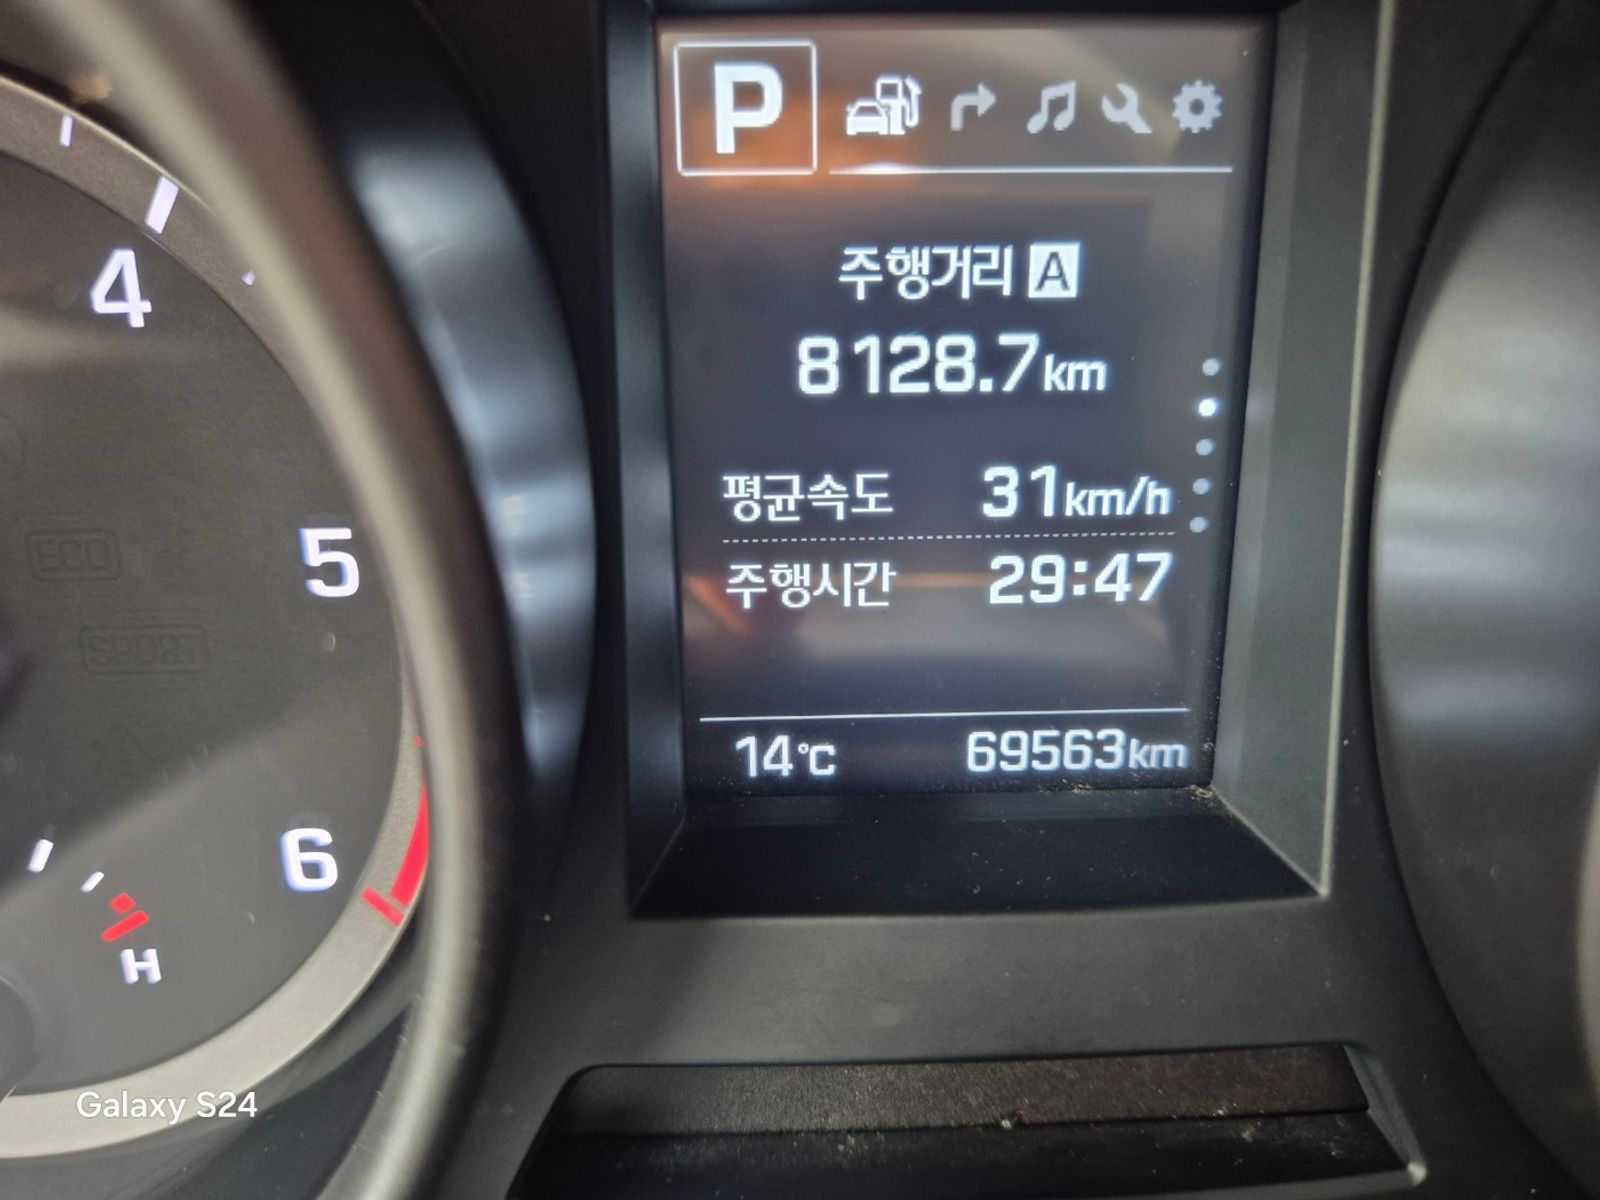 P
주행거리 A
8128.7km
평균속도 31km/h
주행시간 29:47
14°C 69563km
4
5
6
H
ECO
SPORT
Galaxy S24